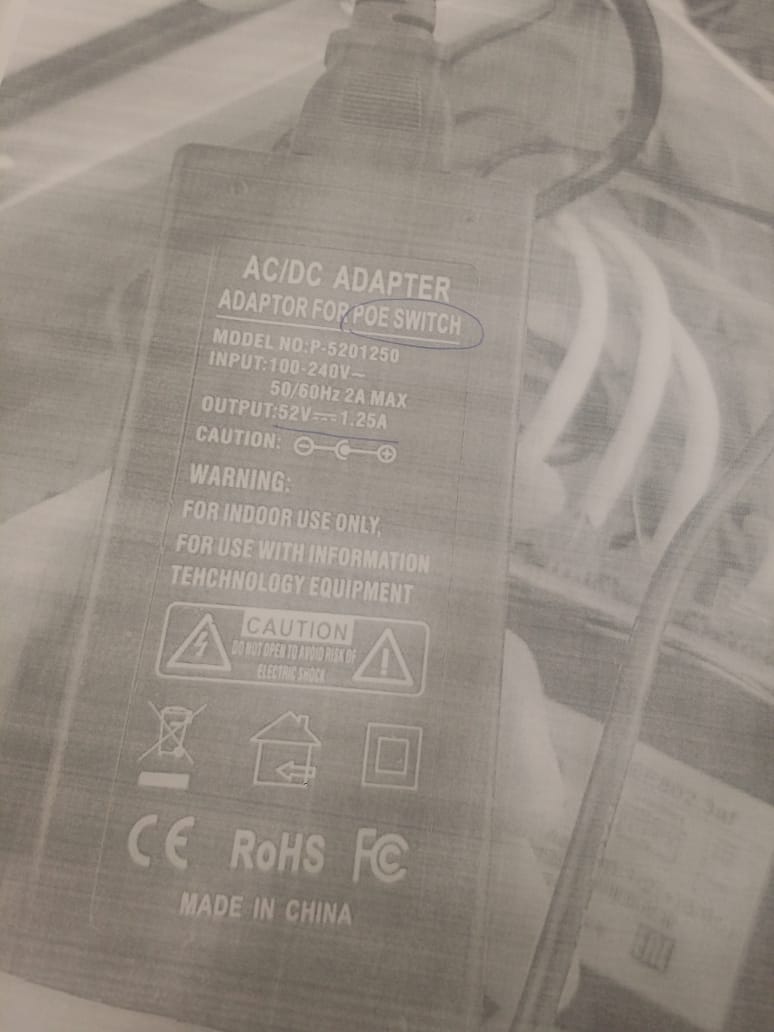 AC/DC ADAPTER
ADAPTOR FOR POE SWITCH
MODEL NO:P-5201250
INPUT:100-240V~
50/60Hz 2A MAX
OUTPUT:52V⎓1.25A
CAUTION:
WARNING:
FOR INDOOR USE ONLY,
FOR USE WITH INFORMATION
TEHCHNOLOGY EQUIPMENT
CAUTION
DO NOT OPEN TO AVOID RISK OF
ELECTRIC SHOCK
CE RoHS FC
MADE IN CHINA